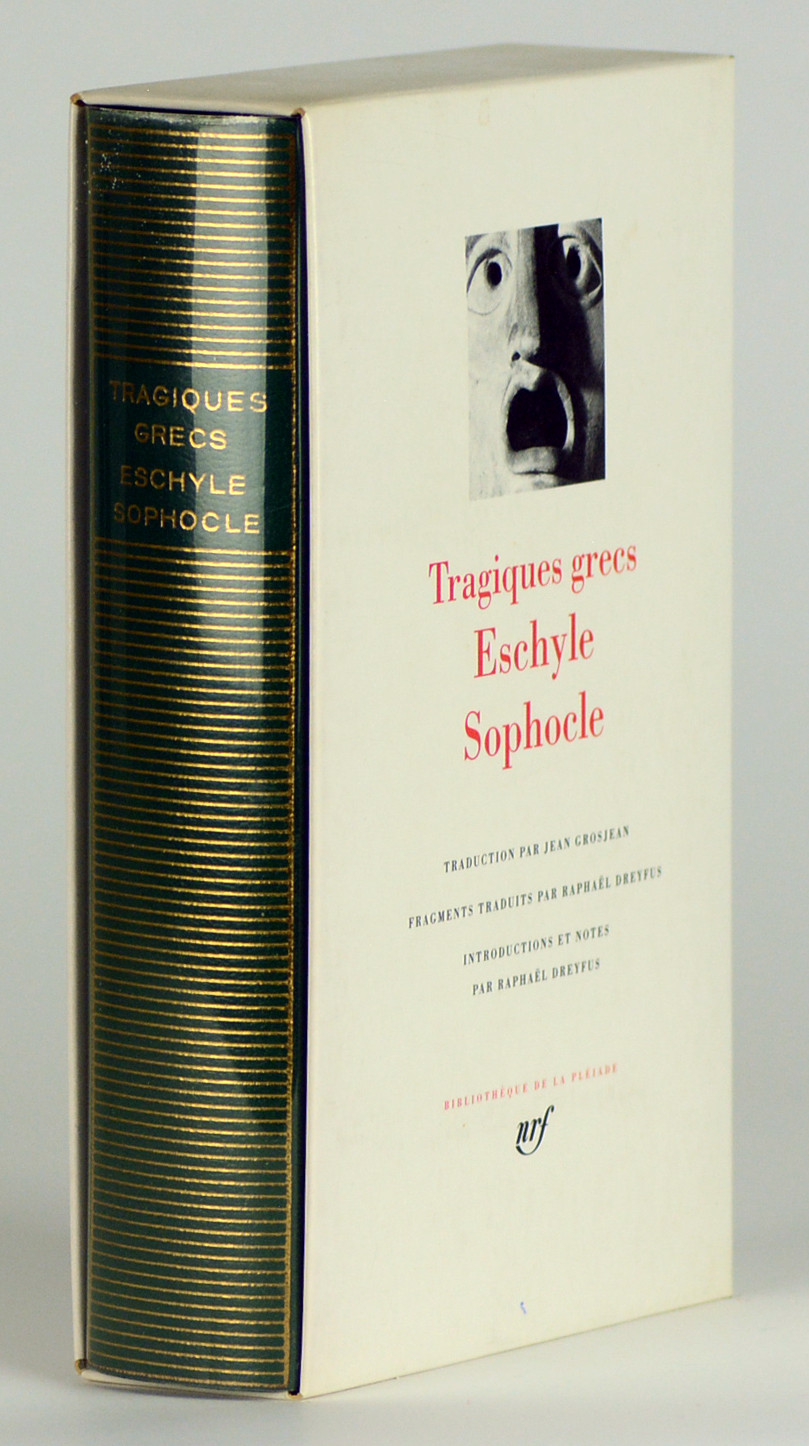 TRAGIQUES
GRECS
ESCHYLE
SOPHOCLE
Tragiques grecs
Eschyle
Sophocle
TRADUCTION PAR JEAN GROSJEAN
FRAGMENTS TRADUITS PAR RAPHAËL DREYFUS
INTRODUCTIONS ET NOTES
PAR RAPHAËL DREYFUS
BIBLIOTHÈQUE DE LA PLÉIADE
nrf